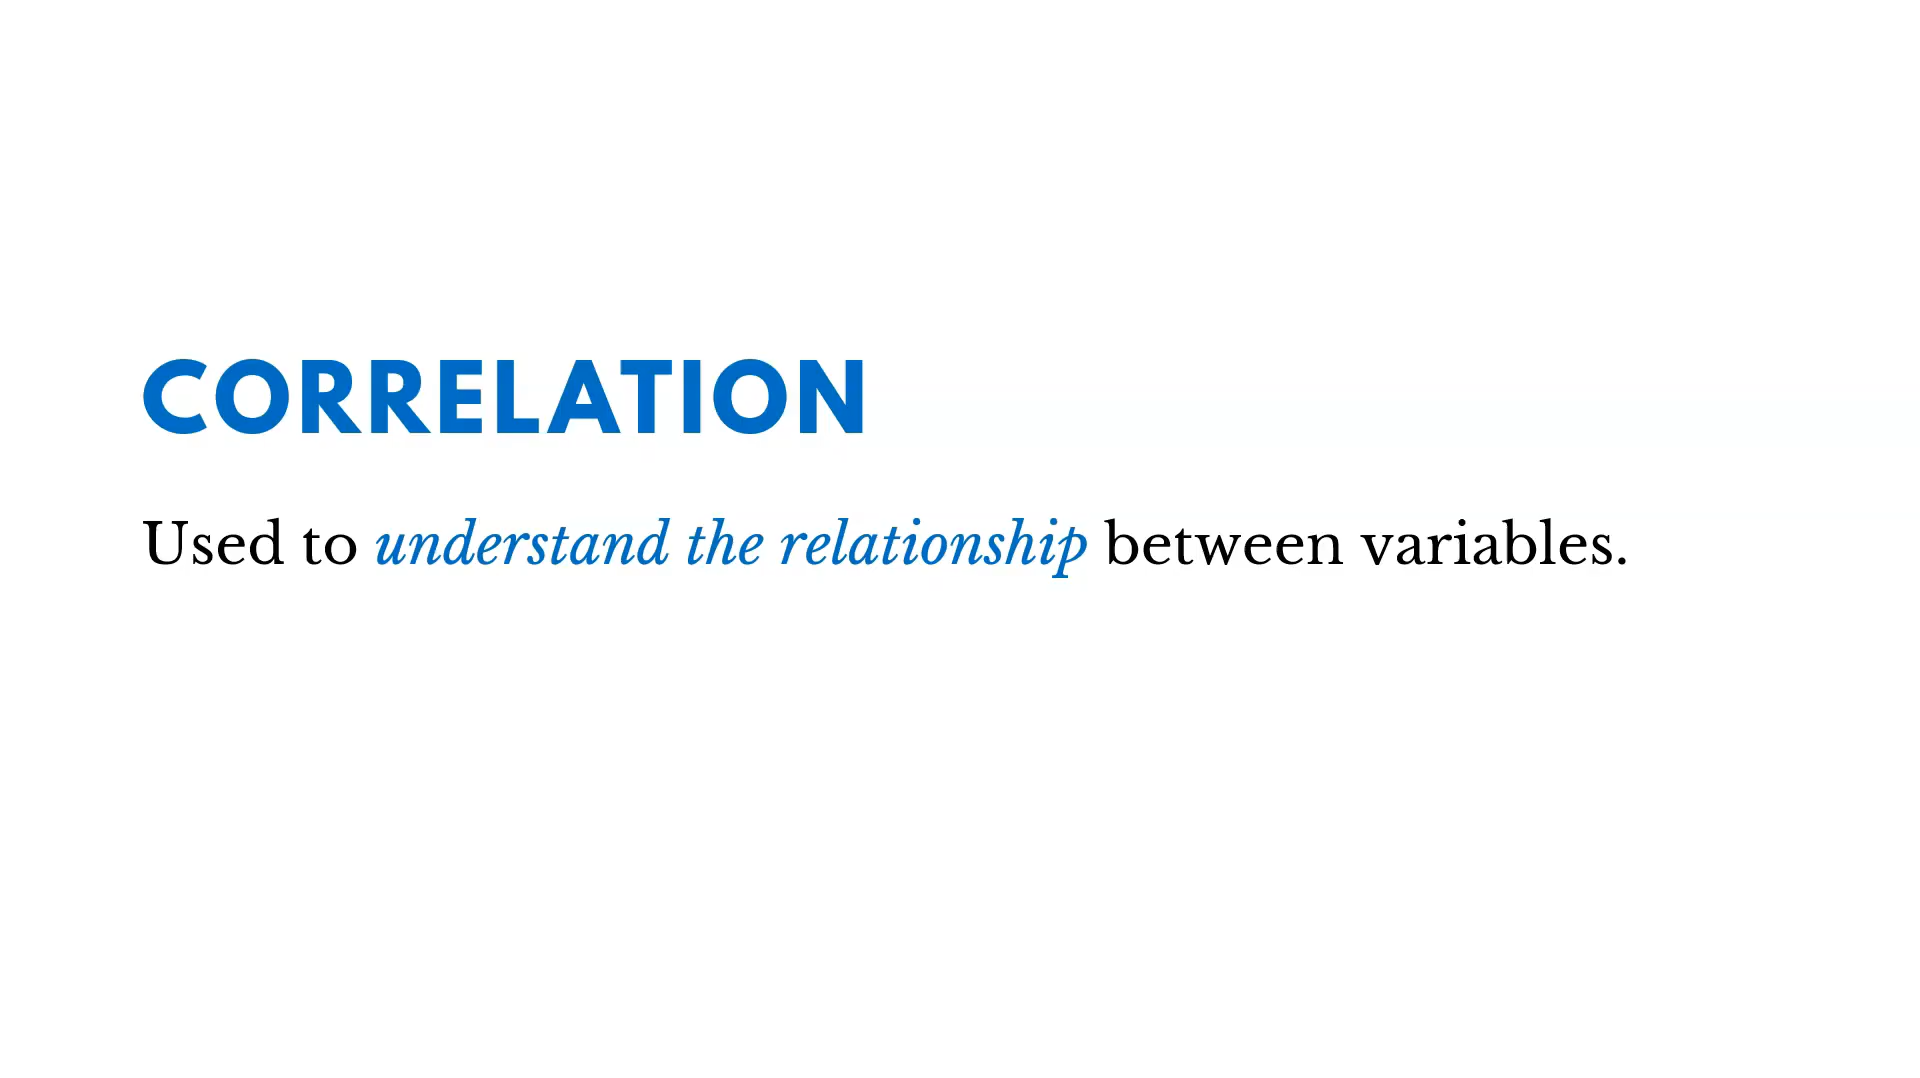 CORRELATION
Used to understand the relationship between variables.